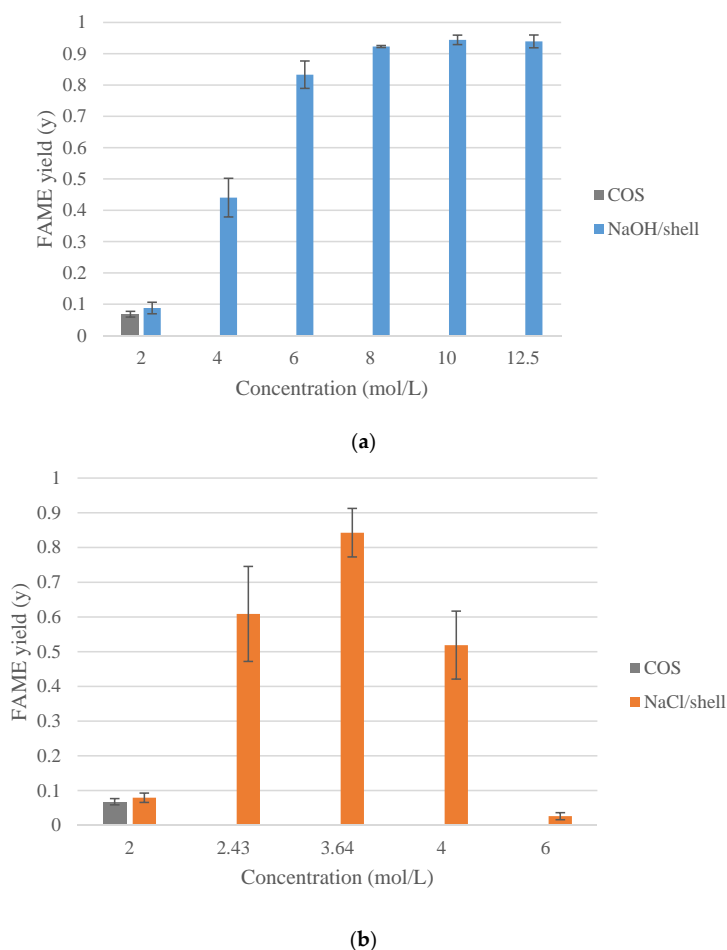 1
0.9
0.8
0.7
0.6
0.5
0.4
0.3
0.2
0.1
0
FAME yield (y)
2 4 6 8 10 12.5
Concentration (mol/L)
COS
NaOH/shell
(a)
1
0.9
0.8
0.7
0.6
0.5
0.4
0.3
0.2
0.1
0
FAME yield (y)
2 2.43 3.64 4 6
Concentration (mol/L)
COS
NaCl/shell
(b)